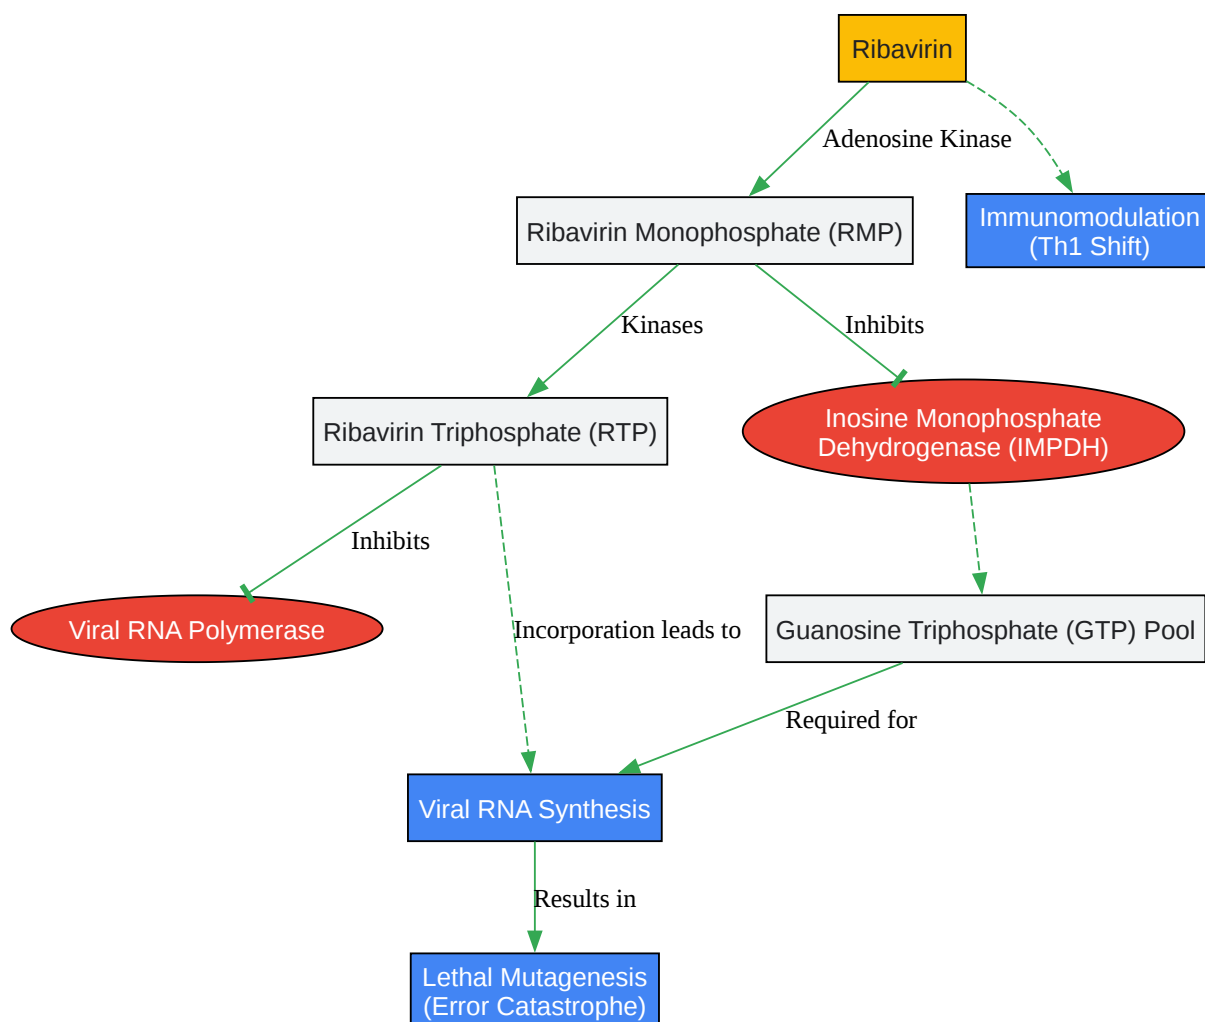 Ribavirin
Adenosine Kinase
Immunomodulation
(Th1 Shift)
Ribavirin Monophosphate (RMP)
Kinases
Inhibits
Ribavirin Triphosphate (RTP)
Inosine Monophosphate
Dehydrogenase (IMPDH)
Inhibits
Viral RNA Polymerase
Incorporation leads to
Guanosine Triphosphate (GTP) Pool
Required for
Viral RNA Synthesis
Results in
Lethal Mutagenesis
(Error Catastrophe)